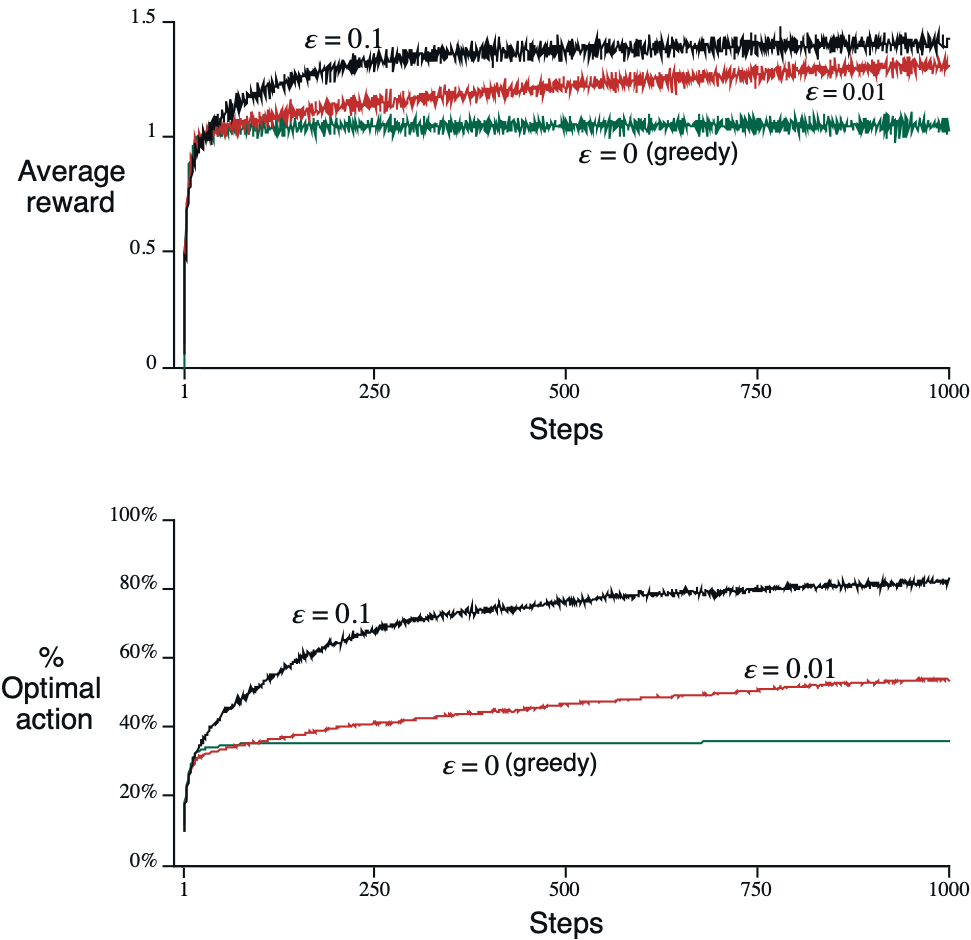 1.5
ε = 0.1
ε = 0.01
1
ε = 0 (greedy)
Average
reward
0.5
0
1
250
500
750
1000
Steps
100%
80%
ε = 0.1
60%
%
Optimal
action
ε = 0.01
40%
ε = 0 (greedy)
20%
0%
1
250
500
750
1000
Steps